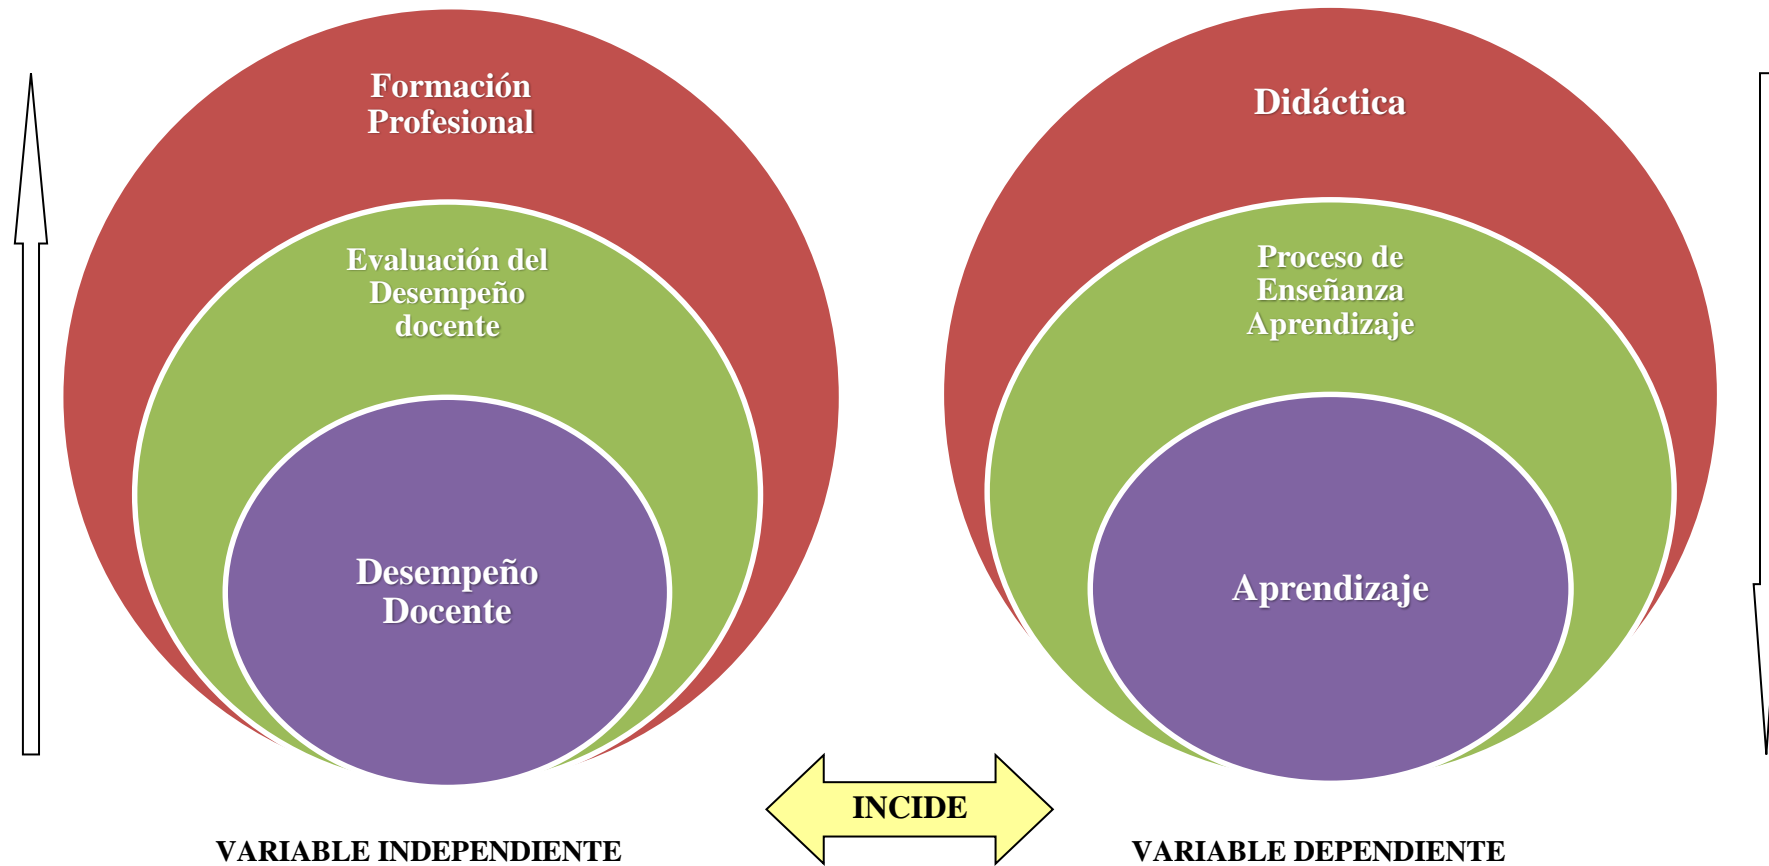 Formación
Profesional
Evaluación del
Desempeño
docente
Desempeño
Docente
Didáctica
Proceso de
Enseñanza
Aprendizaje
Aprendizaje
INCIDE
VARIABLE INDEPENDIENTE
VARIABLE DEPENDIENTE